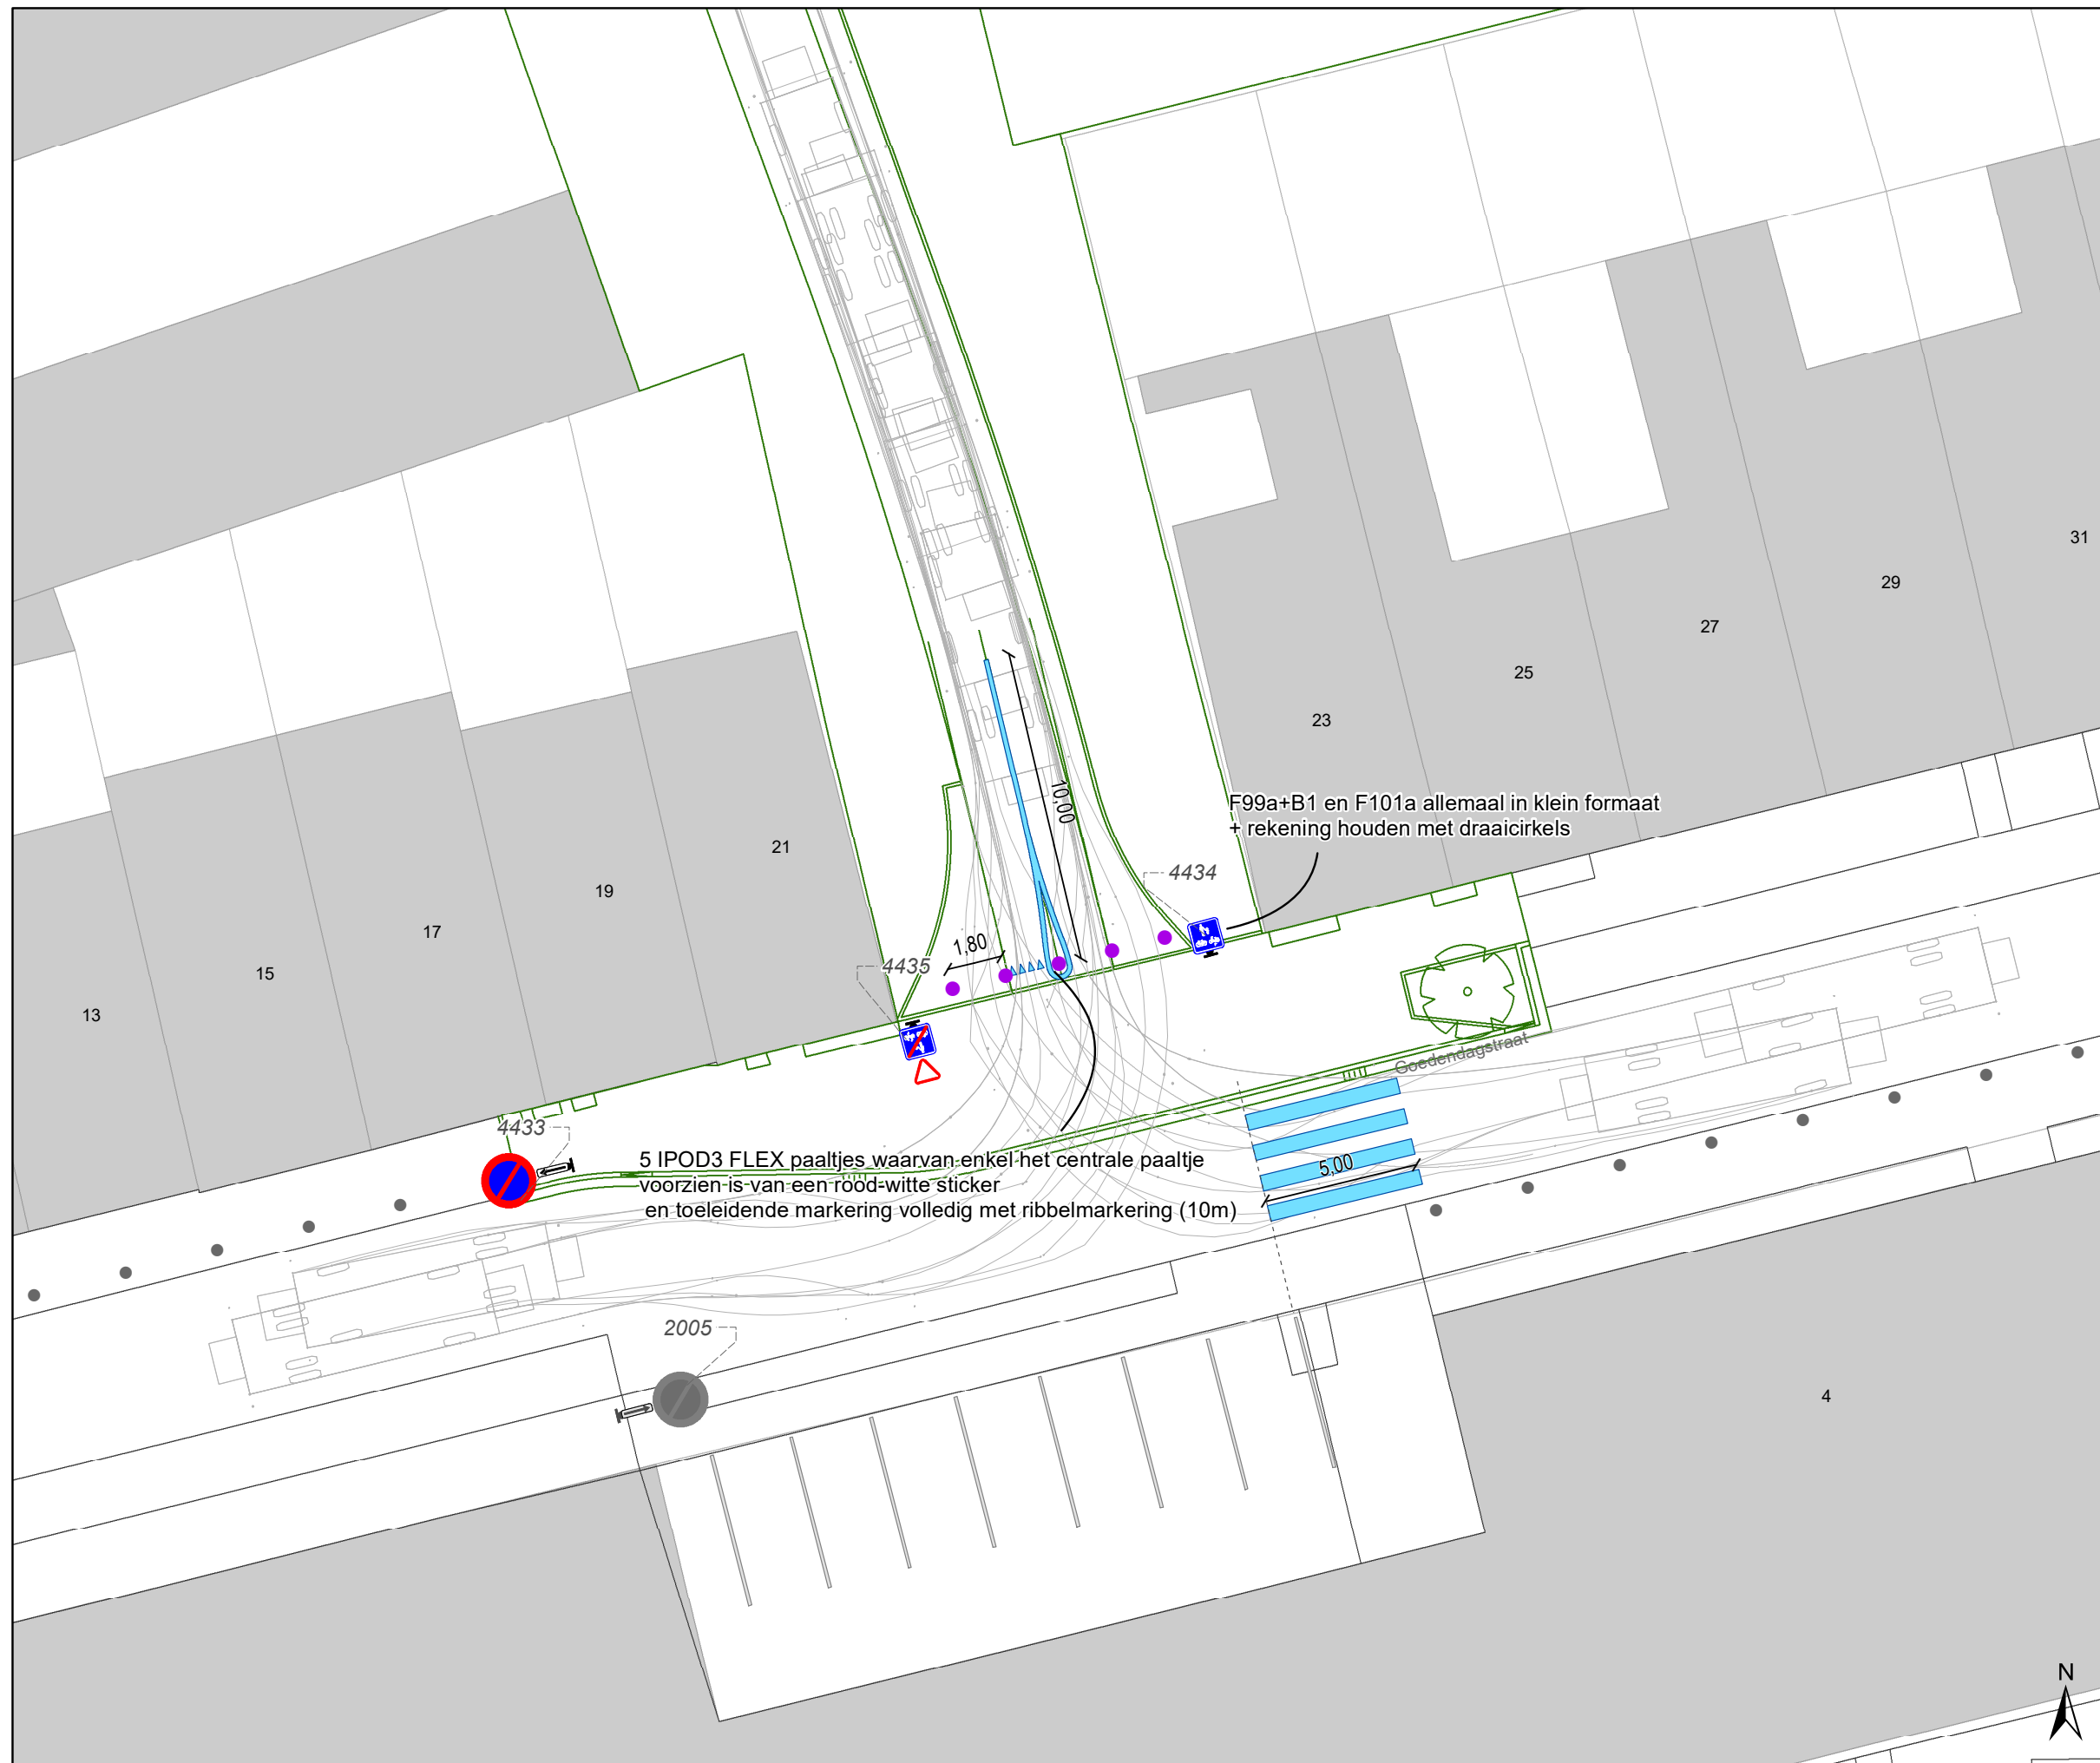 31
29
27
25
23
10,00
F99a+B1 en F101a allemaal in klein formaat
+ rekening houden met draaicirkels
21
4434
19
17
1,80
4435
15
13
Goedendagstraat
4433
5 IPOD3 FLEX paaltjes waarvan enkel het centrale paaltje
voorzien is van een rood-witte sticker
en toeleidende markering volledig met ribbelmarkering (10m)
5,00
2005
4
N